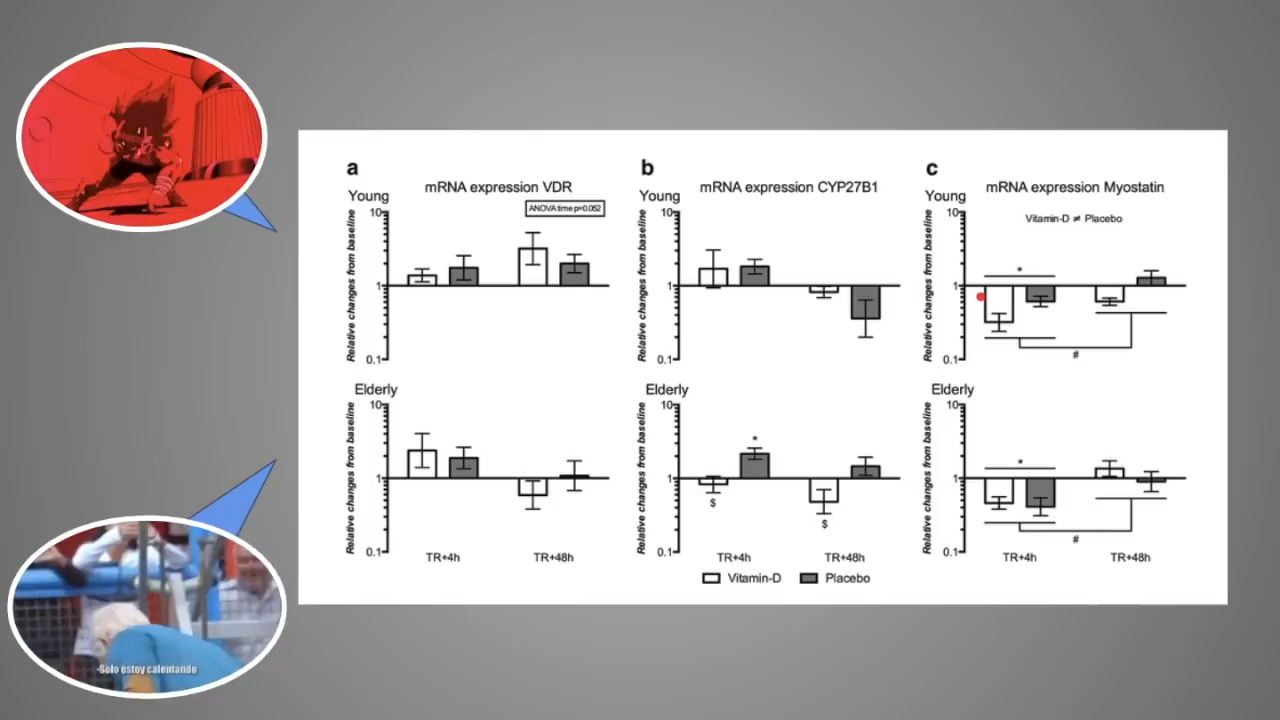 a
mRNA expression VDR
Young
ANOVA time p=0.052
Relative changes from baseline
10
1
0.1
b
mRNA expression CYP27B1
Young
Relative changes from baseline
10
1
0.1
c
mRNA expression Myostatin
Young
Vitamin-D ≠ Placebo
Relative changes from baseline
10
1
0.1
*
#
Elderly
Relative changes from baseline
10
1
0.1
TR+4h
TR+48h
Elderly
Relative changes from baseline
10
1
0.1
*
$
$
TR+4h
TR+48h
Elderly
Relative changes from baseline
10
1
0.1
*
#
TR+4h
TR+48h
Vitamin-D
Placebo
-Solo estoy calentando